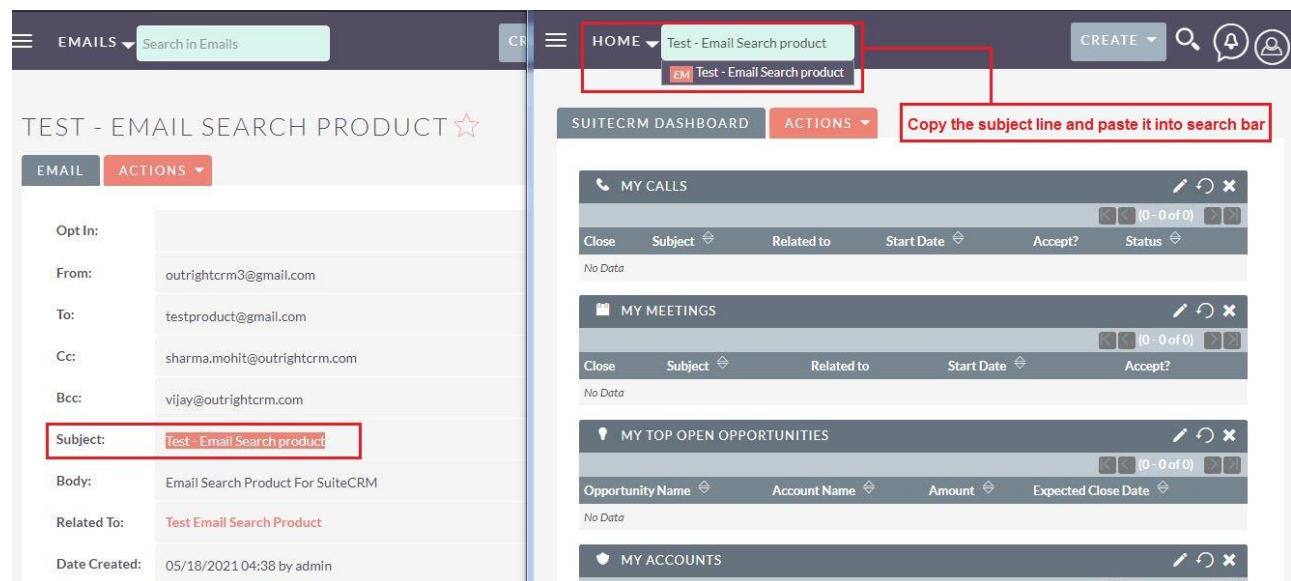 EMAILS
Search in Emails
TEST - EMAIL SEARCH PRODUCT
EMAIL ACTIONS
Opt In:
From: outrightcrm3@gmail.com
To: testproduct@gmail.com
Cc: sharma.mohit@outrightcrm.com
Bcc: vijay@outrightcrm.com
Subject: Test - Email Search product
Body: Email Search Product For SuiteCRM
Related To: Test Email Search Product
Date Created: 05/18/2021 04:38 by admin
CR
HOME
Test - Email Search product
CREATE
EM Test - Email Search product
SUITECRM DASHBOARD ACTIONS
Copy the subject line and paste it into search bar
MY CALLS
(0 - 0 of 0)
Close Subject Related to Start Date Accept? Status
No Data
MY MEETINGS
(0 - 0 of 0)
Close Subject Related to Start Date Accept?
No Data
MY TOP OPEN OPPORTUNITIES
(0 - 0 of 0)
Opportunity Name Account Name Amount Expected Close Date
No Data
MY ACCOUNTS